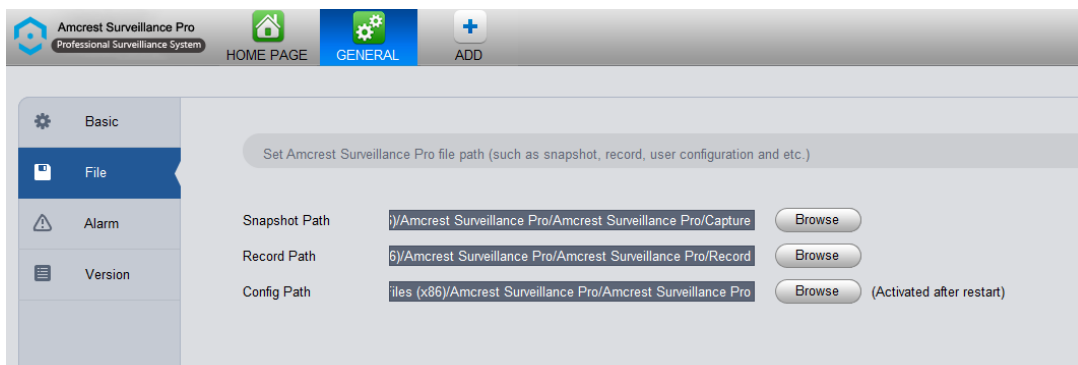 Amcrest Surveillance Pro
Professional Surveillance System
HOME PAGE
GENERAL
ADD
Basic
File
Alarm
Version
Set Amcrest Surveillance Pro file path (such as snapshot, record, user configuration and etc.)
Snapshot Path ;)/Amcrest Surveillance Pro/Amcrest Surveillance Pro/Capture Browse
Record Path 6)/Amcrest Surveillance Pro/Amcrest Surveillance Pro/Record Browse
Config Path iles (x86)/Amcrest Surveillance Pro/Amcrest Surveillance Pro Browse (Activated after restart)